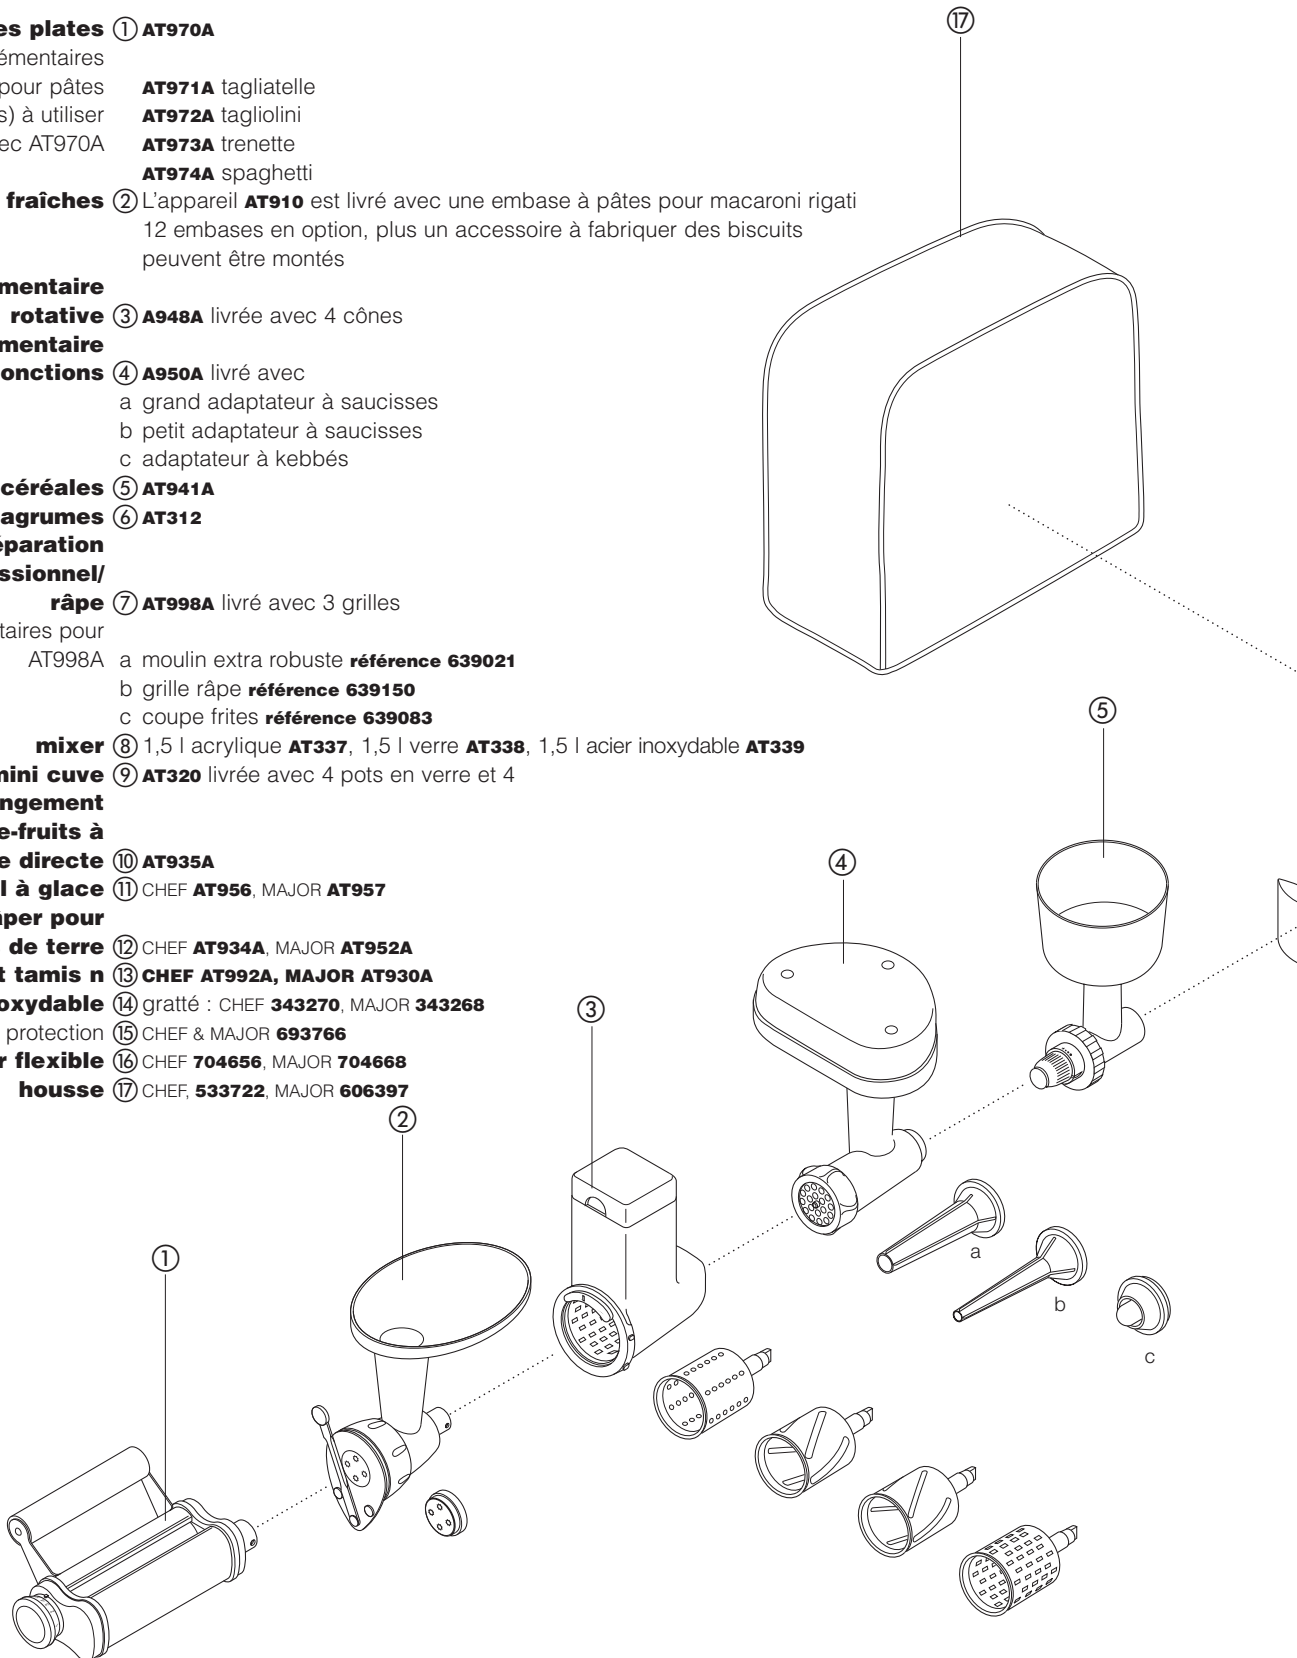 es plates ① AT970A
émentaires
pour pâtes AT971A tagliatelle
s) à utiliser AT972A tagliolini
ec AT970A AT973A trenette
AT974A spaghetti
fraîches ② L'appareil AT910 est livré avec une embase à pâtes pour macaroni rigati
12 embases en option, plus un accessoire à fabriquer des biscuits
peuvent être montés
mentaire
rotative ③ A948A livrée avec 4 cônes
mentaire
onctions ④ A950A livré avec
a grand adaptateur à saucisses
b petit adaptateur à saucisses
c adaptateur à kebbés
céréales ⑤ AT941A
agrumes ⑥ AT312
éparation
ssionnel/
râpe ⑦ AT998A livré avec 3 grilles
taires pour
AT998A a moulin extra robuste référence 639021
b grille râpe référence 639150
c coupe frites référence 639083
mixer ⑧ 1,5 l acrylique AT337, 1,5 l verre AT338, 1,5 l acier inoxydable AT339
mini cuve ⑨ AT320 livrée avec 4 pots en verre et 4
ngement
e-fruits à
e directe ⑩ AT935A
l à glace ⑪ CHEF AT956, MAJOR AT957
âper pour
de terre ⑫ CHEF AT934A, MAJOR AT952A
t tamis n ⑬ CHEF AT992A, MAJOR AT930A
oxydable ⑭ gratté : CHEF 343270, MAJOR 343268
protection ⑮ CHEF & MAJOR 693766
r flexible ⑯ CHEF 704656, MAJOR 704668
housse ⑰ CHEF, 533722, MAJOR 606397
⑰
⑤
④
③
②
①
a
b
c